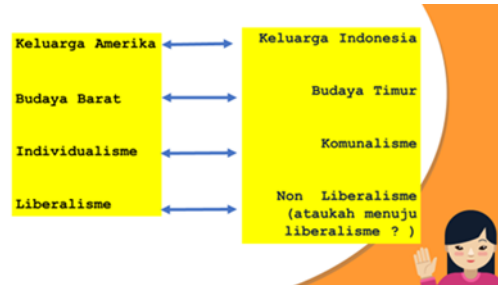 Keluarga Amerika
Keluarga Indonesia
Budaya Barat
Budaya Timur
Individualisme
Komunalisme
Liberalisme
Non Liberalisme
(ataukah menuju
liberalisme ? )